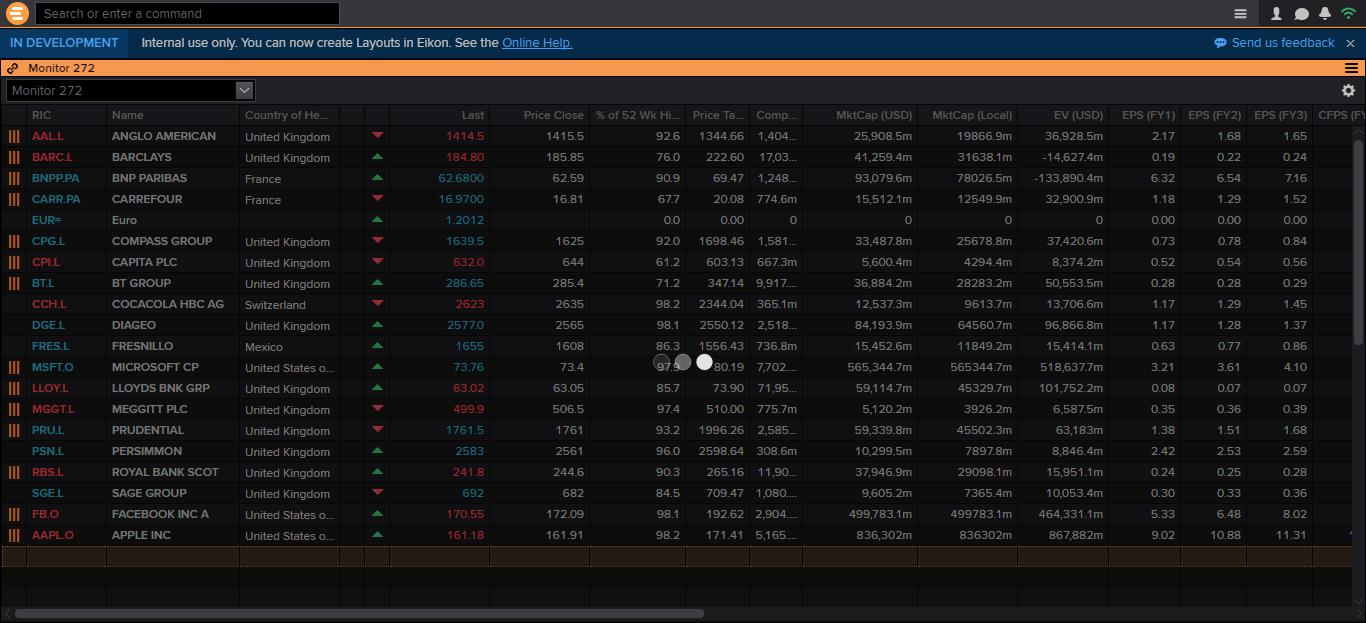 Search or enter a command
IN DEVELOPMENT Internal use only. You can now create Layouts in Eikon. See the Online Help. Send us feedback
Monitor 272
Monitor 272
RIC Name Country of He... Last Price Close % of 52 Wk Hi... Price Ta... Comp... MktCap (USD) MktCap (Local) EV (USD) EPS (FY1) EPS (FY2) EPS (FY3) CFPS (FY
AAL.L ANGLO AMERICAN United Kingdom 1414.5 1415.5 92.6 1344.66 1,404... 25,908.5m 19866.9m 36,928.5m 2.17 1.68 1.65
BARC.L BARCLAYS United Kingdom 184.80 185.85 76.0 222.60 17,03... 41,259.4m 31638.1m -14,627.4m 0.19 0.22 0.24
BNPP.PA BNP PARIBAS France 62.6800 62.59 90.9 69.47 1,248... 93,079.6m 78026.5m -133,890.4m 6.32 6.54 7.16
CARR.PA CARREFOUR France 16.9700 16.81 67.7 20.08 774.6m 15,512.1m 12549.9m 32,900.9m 1.18 1.29 1.52
EUR= Euro 1.2012 0.0 0.00 0 0 0 0 0.00 0.00 0.00
CPG.L COMPASS GROUP United Kingdom 1639.5 1625 92.0 1698.46 1,581... 33,487.8m 25678.8m 37,420.6m 0.73 0.78 0.84
CPI.L CAPITA PLC United Kingdom 632.0 644 61.2 603.13 667.3m 5,600.4m 4294.4m 8,374.2m 0.52 0.54 0.56
BT.L BT GROUP United Kingdom 286.65 285.4 71.2 347.14 9,917... 36,884.2m 28283.2m 50,553.5m 0.28 0.28 0.29
CCH.L COCACOLA HBC AG Switzerland 2623 2635 98.2 2344.04 365.1m 12,537.3m 9613.7m 13,706.6m 1.17 1.29 1.45
DGE.L DIAGEO United Kingdom 2577.0 2565 98.1 2550.12 2,518... 84,193.9m 64560.7m 96,866.8m 1.17 1.28 1.37
FRES.L FRESNILLO Mexico 1655 1608 86.3 1556.43 736.8m 15,452.6m 11849.2m 15,414.1m 0.63 0.77 0.86
MSFT.O MICROSOFT CP United States o... 73.76 73.4 97.9 80.19 7,702... 565,344.7m 565344.7m 518,637.7m 3.21 3.61 4.10
LLOY.L LLOYDS BNK GRP United Kingdom 63.02 63.05 85.7 73.90 71,95... 59,114.7m 45329.7m 101,752.2m 0.08 0.07 0.07
MGGT.L MEGGITT PLC United Kingdom 499.9 506.5 97.4 510.00 775.7m 5,120.2m 3926.2m 6,587.5m 0.35 0.36 0.39
PRU.L PRUDENTIAL United Kingdom 1761.5 1761 93.2 1996.26 2,585... 59,339.8m 45502.3m 63,183m 1.38 1.51 1.68
PSN.L PERSIMMON United Kingdom 2583 2561 96.0 2598.64 308.6m 10,299.5m 7897.8m 8,846.4m 2.42 2.53 2.59
RBS.L ROYAL BANK SCOT United Kingdom 241.8 244.6 90.3 265.16 11,90... 37,946.9m 29098.1m 15,951.1m 0.24 0.25 0.28
SGE.L SAGE GROUP United Kingdom 692 682 84.5 709.47 1,080... 9,605.2m 7365.4m 10,053.4m 0.30 0.33 0.36
FB.O FACEBOOK INC A United States o... 170.55 172.09 98.1 192.62 2,904... 499,783.1m 499783.1m 464,331.1m 5.33 6.48 8.02
AAPL.O APPLE INC United States o... 161.18 161.91 98.2 171.41 5,165... 836,302m 836302m 867,882m 9.02 10.88 11.31